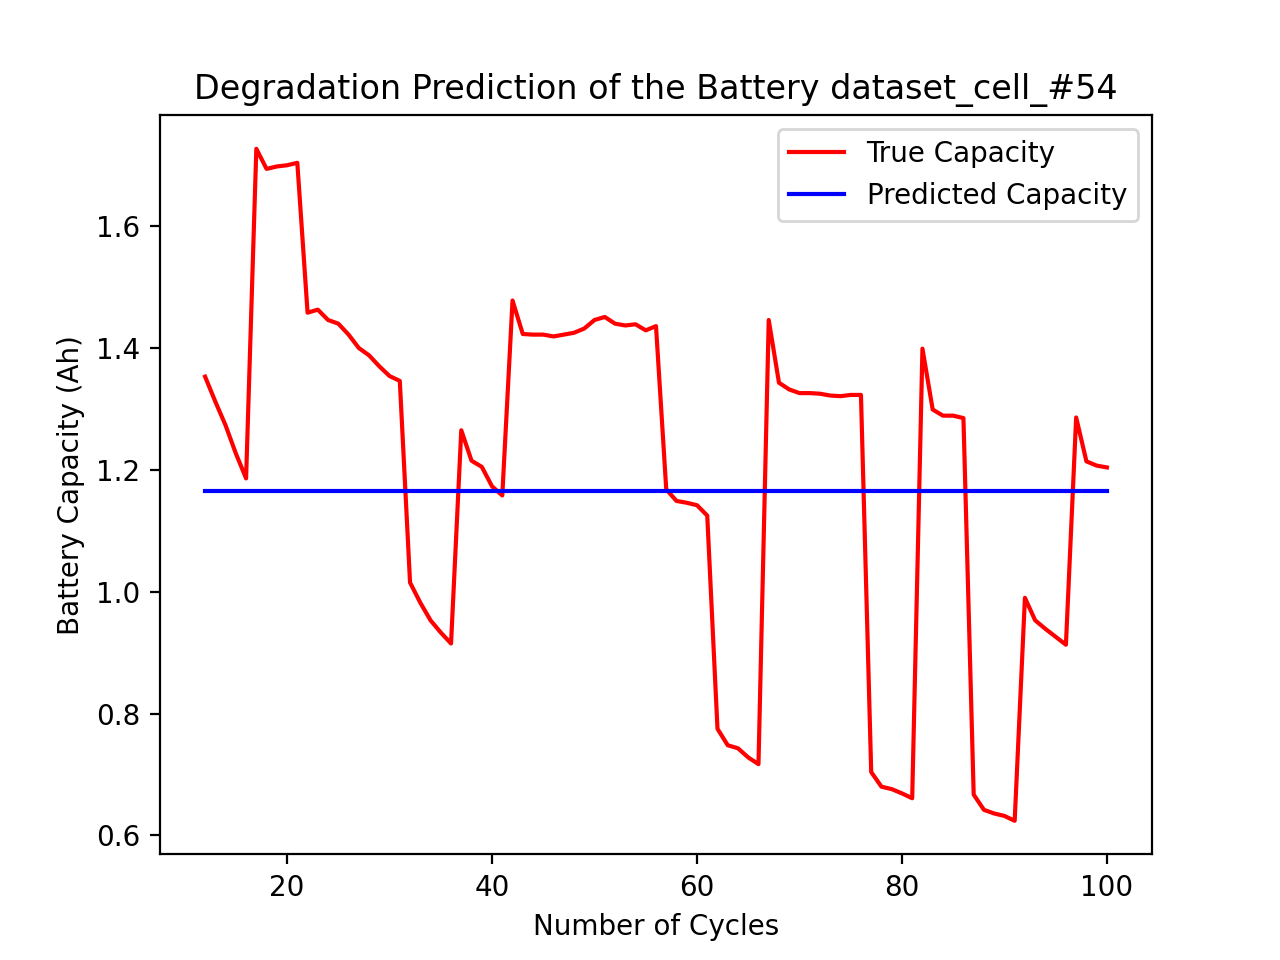 Degradation Prediction of the Battery dataset_cell_#54
True Capacity
Predicted Capacity
Battery Capacity (Ah)
1.6
1.4
1.2
1.0
0.8
0.6
20 40 60 80 100
Number of Cycles